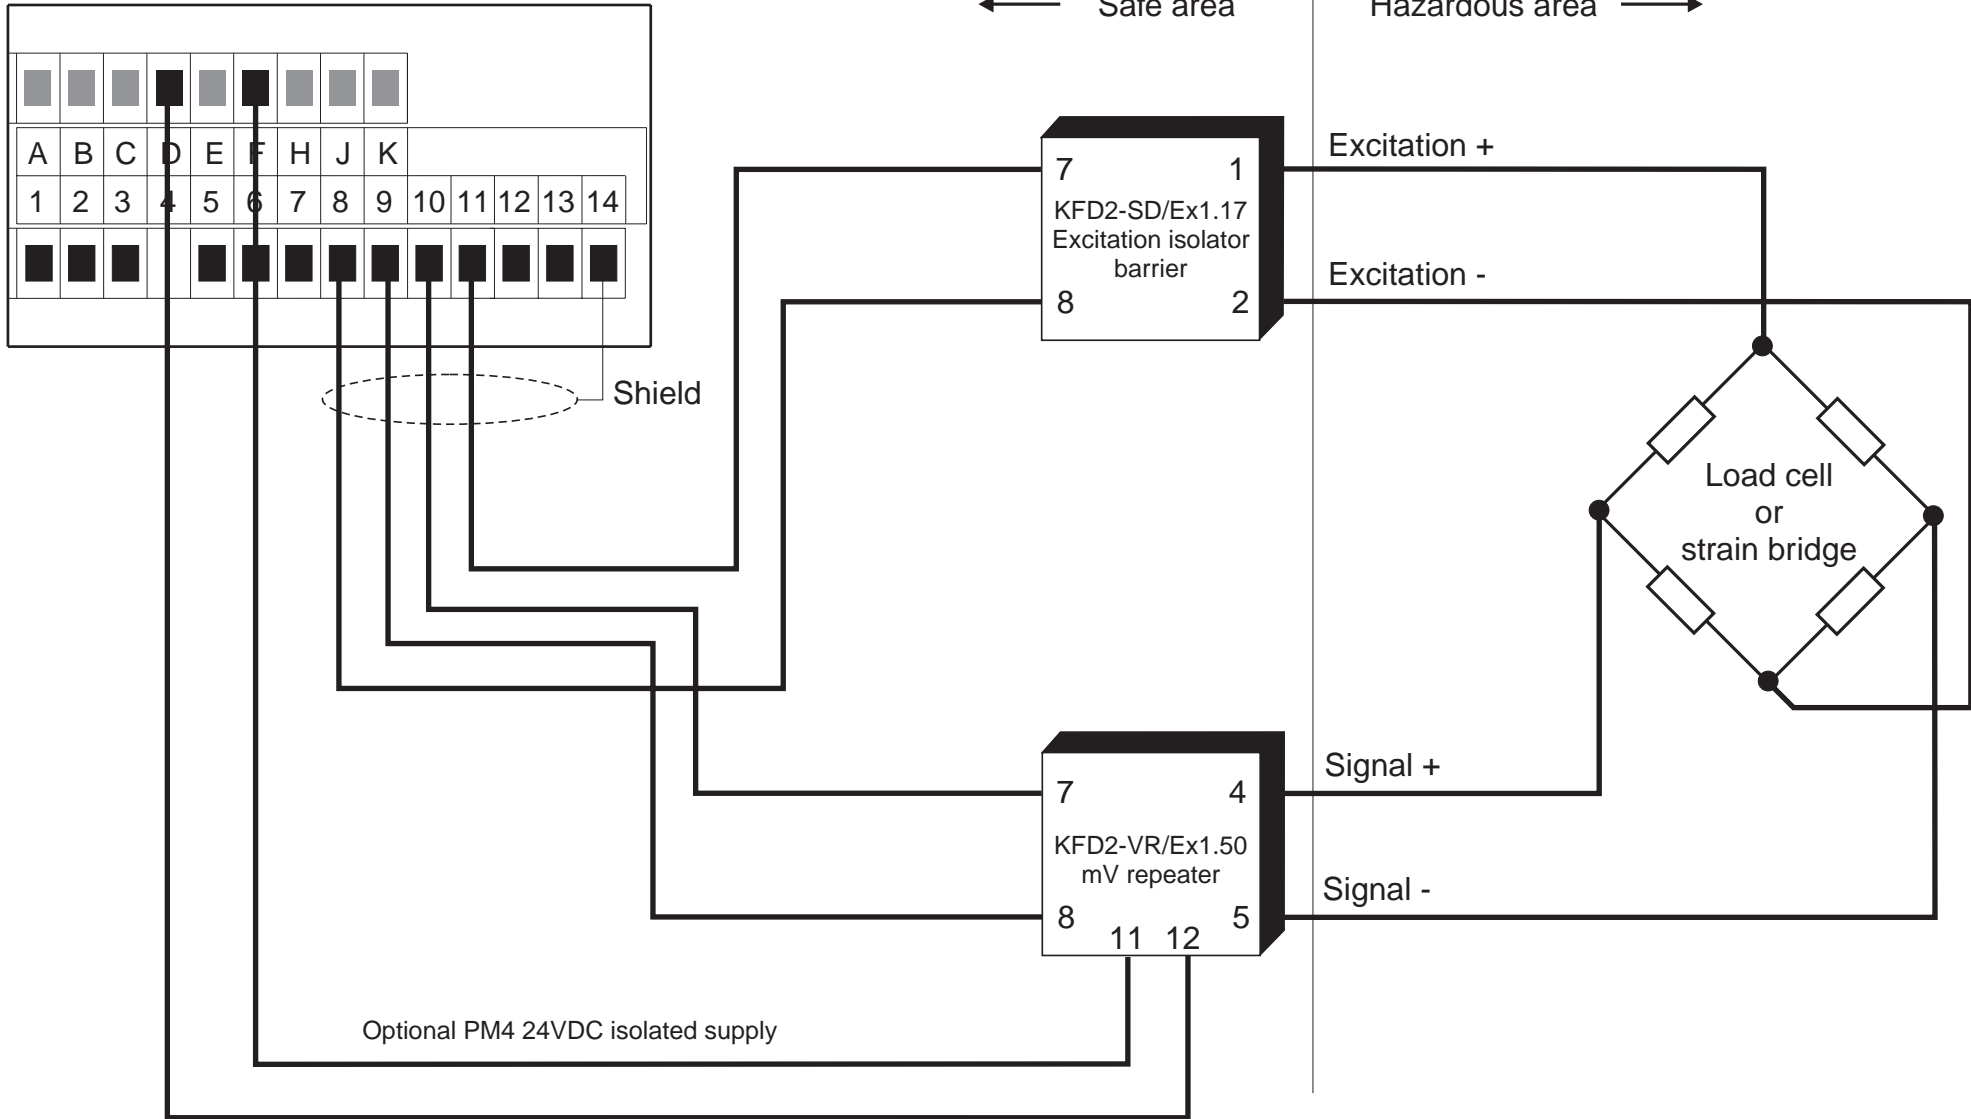 Safe area
Hazardous area
A B C D E F H J K
1 2 3 4 5 6 7 8 9 10 11 12 13 14
Shield
7 1
KFD2-SD/Ex1.17
Excitation isolator
barrier
8 2
Excitation +
Excitation -
Load cell
or
strain bridge
7 4
KFD2-VR/Ex1.50
mV repeater
8 5
11 12
Signal +
Signal -
Optional PM4 24VDC isolated supply